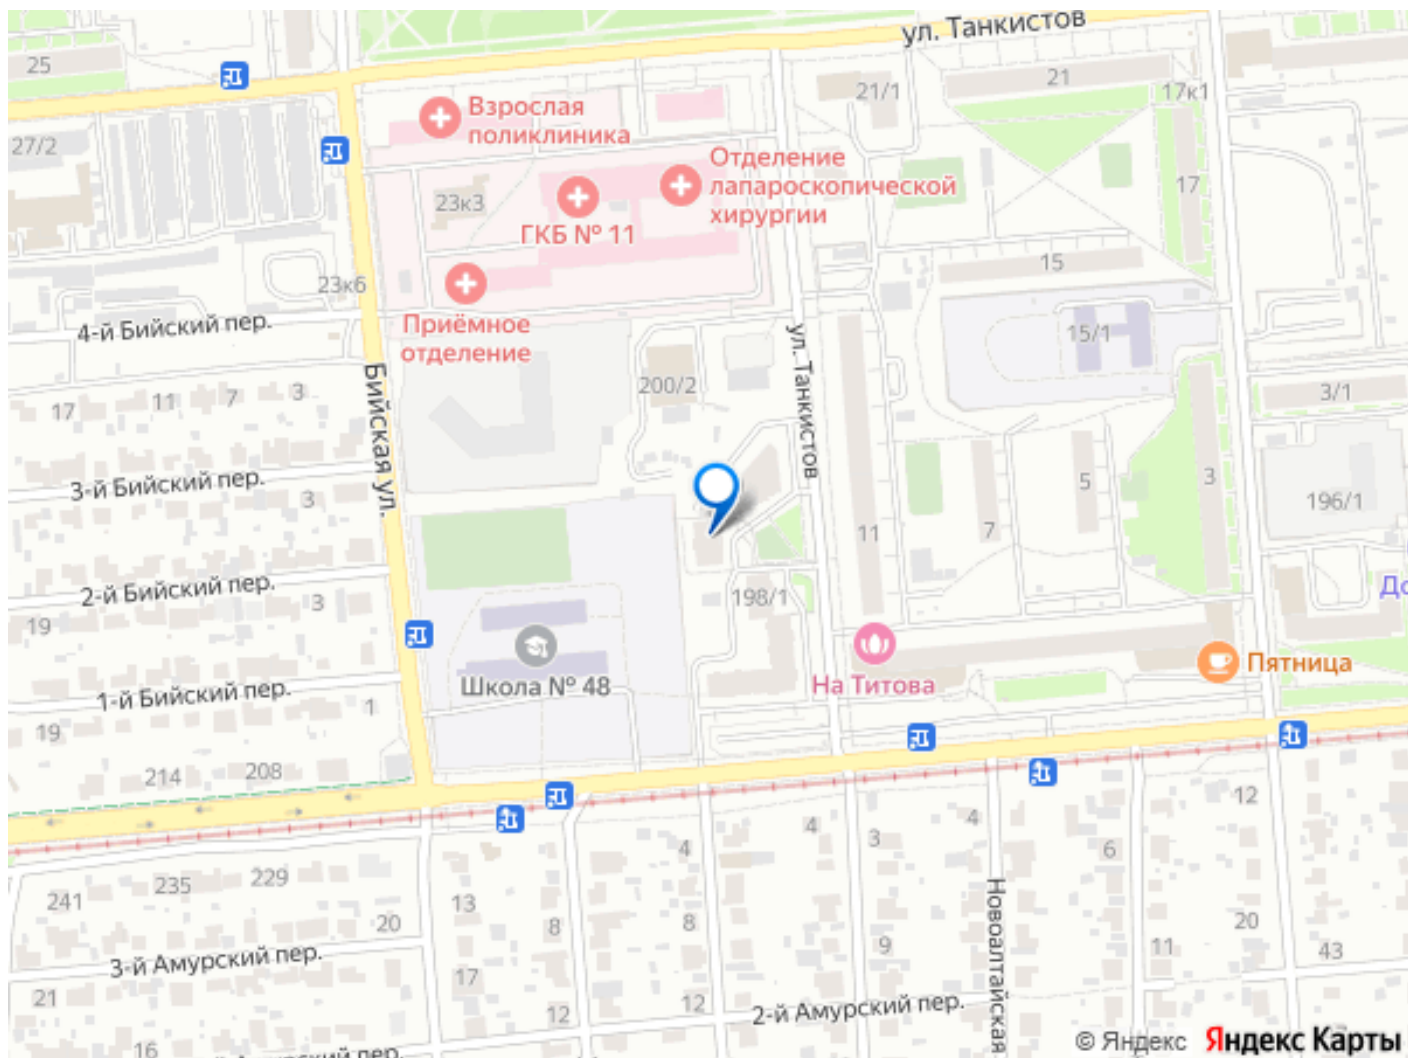 ул. Танкистов
25
21
21/1
17к1
Взрослая
поликлиника
27/2
Отделение
лапароскопической
хирургии
17
23к3
ГКБ № 11
15
23к6
Приёмное
отделение
4-й Бийский пер.
15/1
ул. Танкистов
200/2
Бийская ул.
17
11
7
3
3/1
3-й Бийский пер.
3
5
3
196/1
11
7
До
2-й Бийский пер.
3
19
198/1
Школа № 48
На Титова
Пятница
1-й Бийский пер.
1
19
214
208
12
4
4
3
4
6
241
235
229
13
20
8
8
9
11
20
43
Новоалтайская
3-й Амурский пер.
17
21
12
12
2-й Амурский пер.
16
Амурский пер.
© Яндекс Яндекс Карты